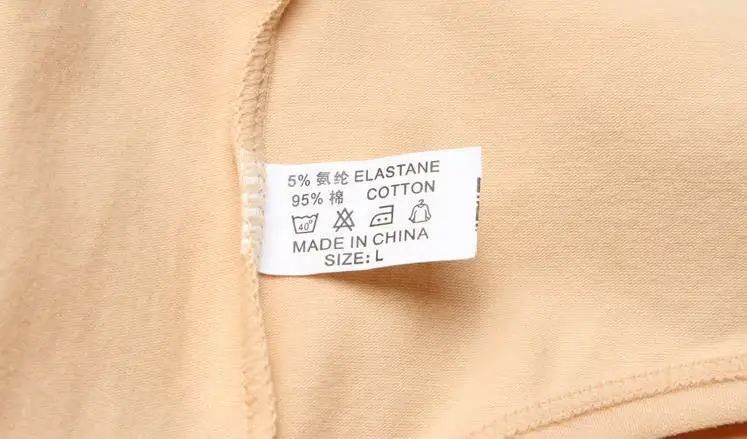 5% 氨纶 ELASTANE
95% 棉 COTTON
40°
MADE IN CHINA
SIZE: L